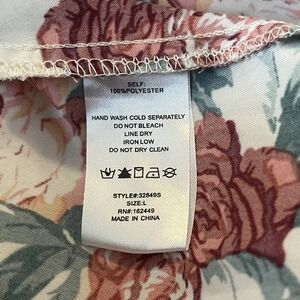 SELF:
100%POLYESTER
HAND WASH COLD SEPARATELY
DO NOT BLEACH
LINE DRY
IRON LOW
DO NOT DRY CLEAN
STYLE#:32849S
SIZE:L
RN#:162449
MADE IN CHINA